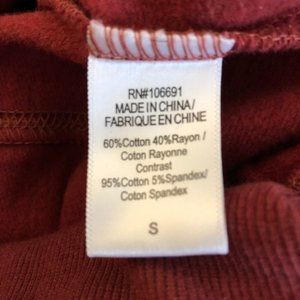 RN#106691
MADE IN CHINA/
FABRIQUE EN CHINE
60%Cotton 40%Rayon /
Coton Rayonne
Contrast
95%Cotton 5%Spandex/
Coton Spandex
S